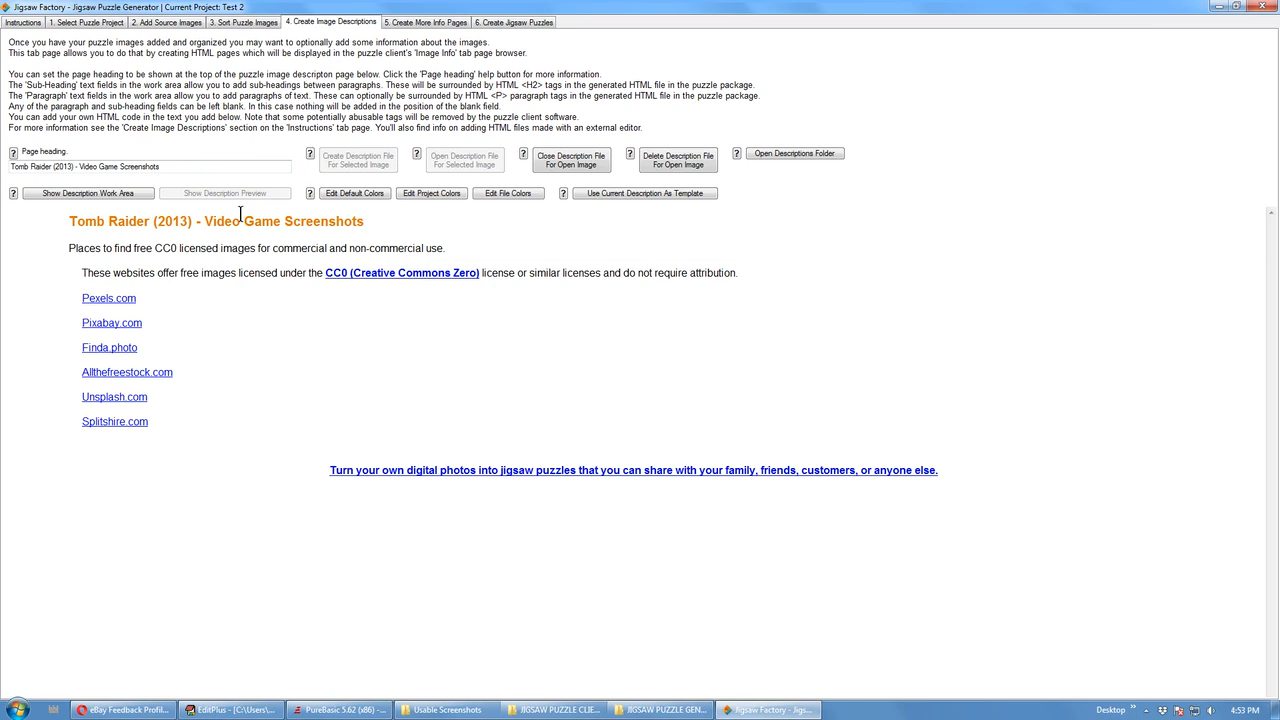 Jigsaw Factory - Jigsaw Puzzle Generator | Current Project: Test 2
Instructions | 1. Select Puzzle Project | 2. Add Source Images | 3. Sort Puzzle Images | 4. Create Image Descriptions | 5. Create More Info Pages | 6. Create Jigsaw Puzzles
Once you have your puzzle images added and organized you may want to optionally add some information about the images.
This tab page allows you to do that by creating HTML pages which will be displayed in the puzzle client's 'Image Info' tab page browser.
You can set the page heading to be shown at the top of the puzzle image descripton page below. Click the 'Page heading' help button for more information.
The 'Sub-Heading' text fields in the work area allow you to add sub-headings between paragraphs. These will be surrounded by HTML <H2> tags in the generated HTML file in the puzzle package.
The 'Paragraph' text fields in the work area allow you to add paragraphs of text. These can optionally be surrounded by HTML <P> paragraph tags in the generated HTML file in the puzzle package.
Any of the paragraph and sub-heading fields can be left blank. In this case nothing will be added in the position of the blank field.
You can add your own HTML code in the text you add below. Note that some potentially abusable tags will be removed by the puzzle client software.
For more information see the 'Create Image Descriptions' section on the 'Instructions' tab page. You'll also find info on adding HTML files made with an external editor.
? Page heading:
Tomb Raider (2013) - Video Game Screenshots
? Create Description File For Selected Image
? Open Description File For Selected Image
? Close Description File For Open Image
? Delete Description File For Open Image
? Open Descriptions Folder
? Show Description Work Area Show Description Preview ? Edit Default Colors Edit Project Colors Edit File Colors ? Use Current Description As Template
Tomb Raider (2013) - Video Game Screenshots
Places to find free CC0 licensed images for commercial and non-commercial use.
These websites offer free images licensed under the CC0 (Creative Commons Zero) license or similar licenses and do not require attribution.
Pexels.com
Pixabay.com
Finda.photo
Allthefreestock.com
Unsplash.com
Splitshire.com
Turn your own digital photos into jigsaw puzzles that you can share with your family, friends, customers, or anyone else.
eBay Feedback Profil... EditPlus - [C:\Users\... PureBasic 5.62 (x86) -... Usable Screenshots JIGSAW PUZZLE CLIE... JIGSAW PUZZLE GEN... Jigsaw Factory - Jigs... Desktop » 4:53 PM